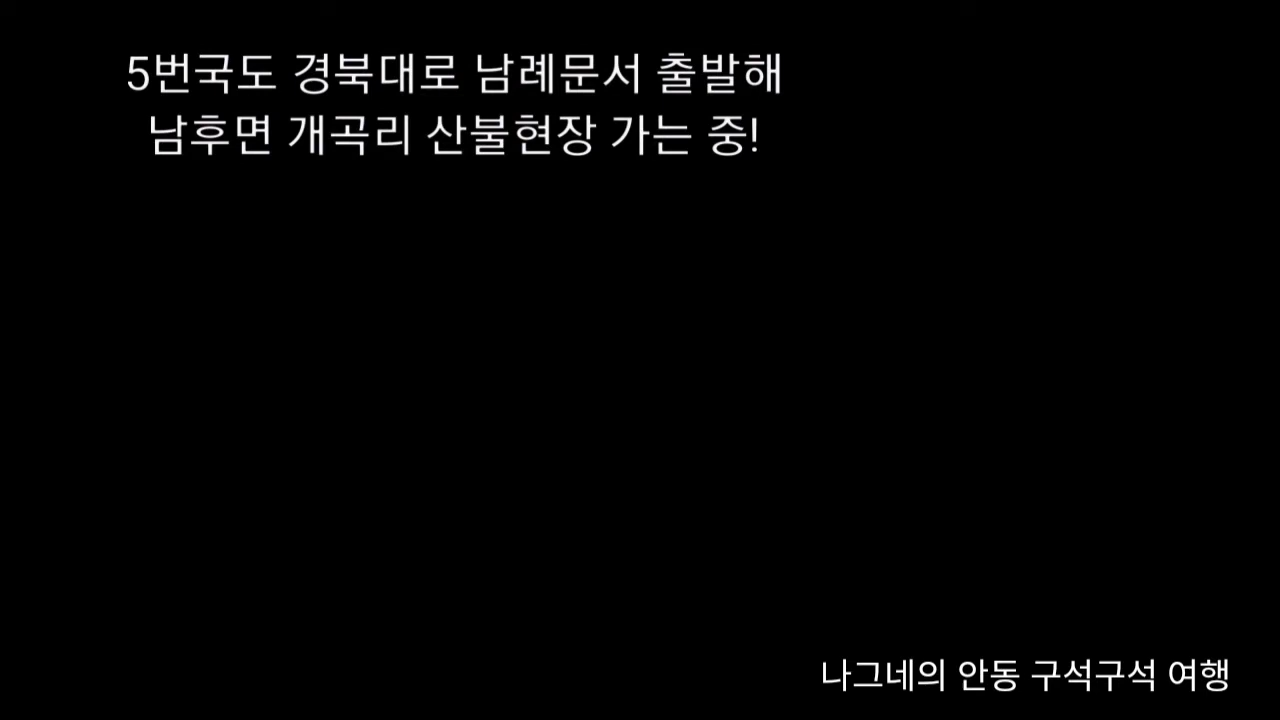 5번국도 경북대로 남례문서 출발해
남후면 개곡리 산불현장 가는 중!
나그네의 안동 구석구석 여행